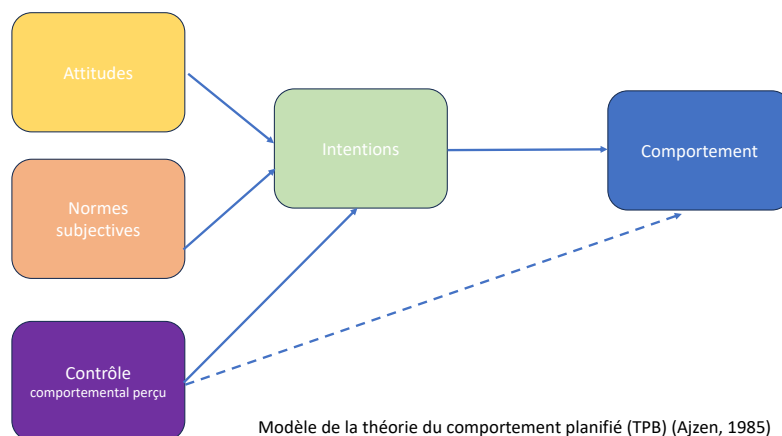 Attitudes
Intentions
Comportement
Normes
subjectives
Contrôle
comportemental perçu
Modèle de la théorie du comportement planifié (TPB) (Ajzen, 1985)